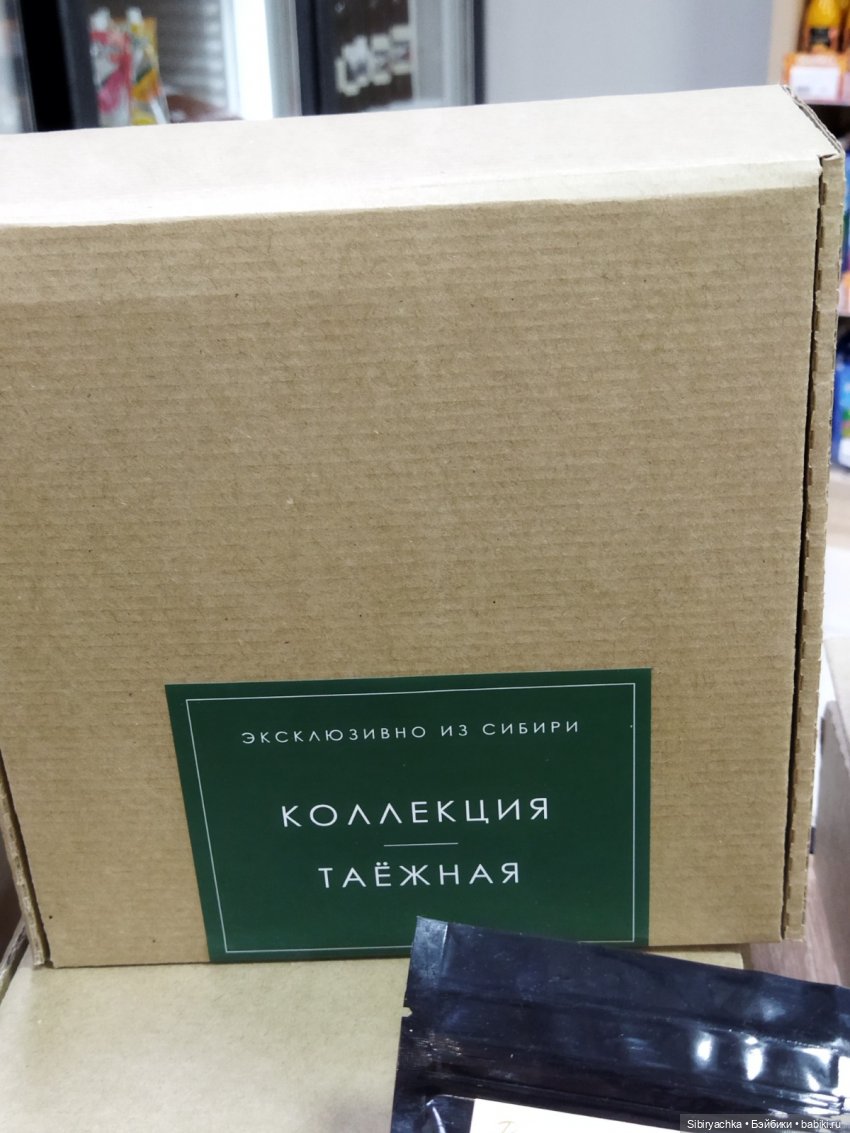 ЭКСКЛЮЗИВНО ИЗ СИБИРИ
КОЛЛЕКЦИЯ
ТАЁЖНАЯ
Sibiryachka • Бэйбики • babiki.ru